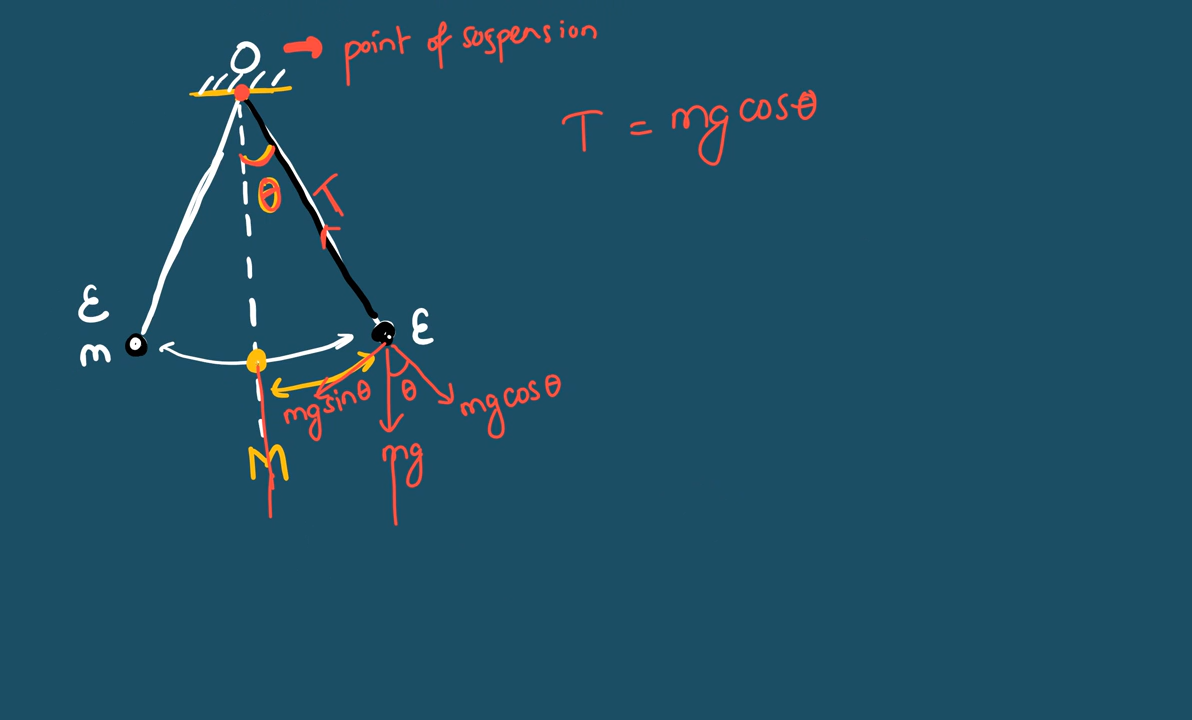 O → point of suspension
T = mg cosθ
θ
T
ε
m
ε
mg sinθ
θ
mg cosθ
M
mg